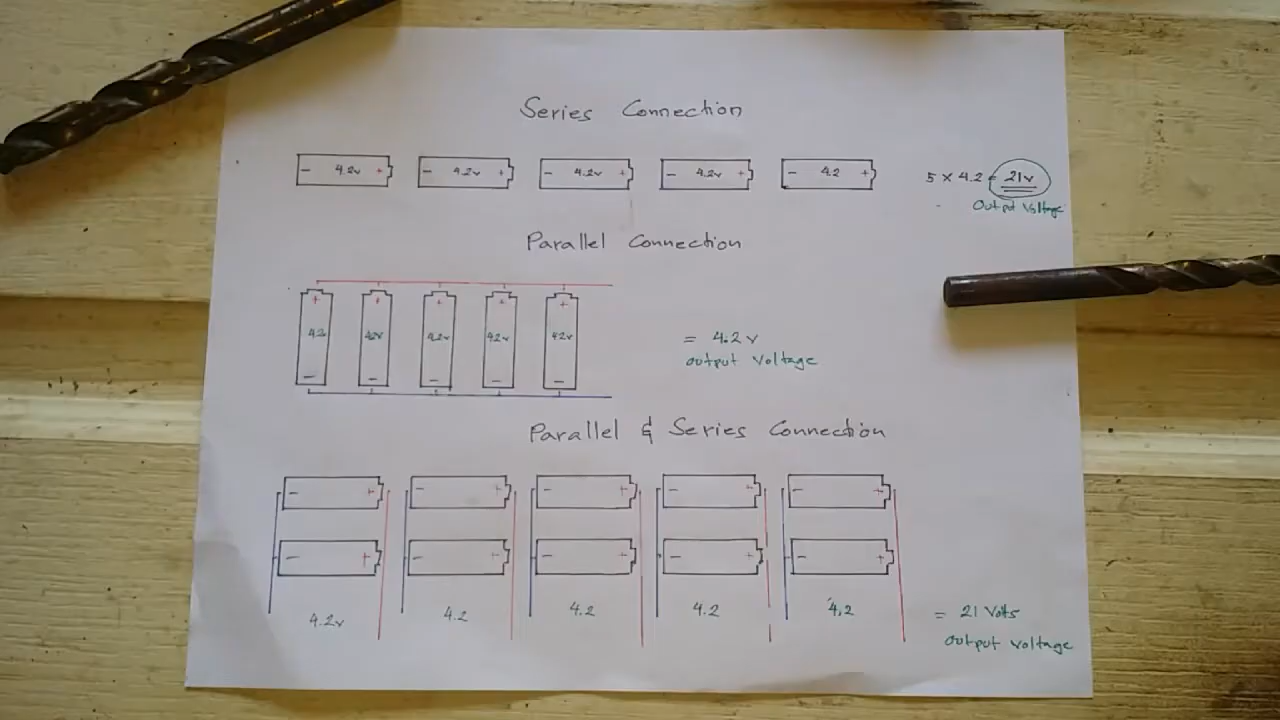 Series Connection
- 4.2v + - 4.2v + - 4.2v + - 4.2v + - 4.2 +
5 x 4.2 = 21v
Output Voltage
Parallel Connection
+ + + + +
4.2 4.2v 4.2v 4.2v 4.2v
- - - - -
= 4.2v
output voltage
Parallel & Series Connection
- + - + - + - + - +
- + - + - + - + - +
4.2v 4.2 4.2 4.2 4.2
= 21 Volts
output voltage